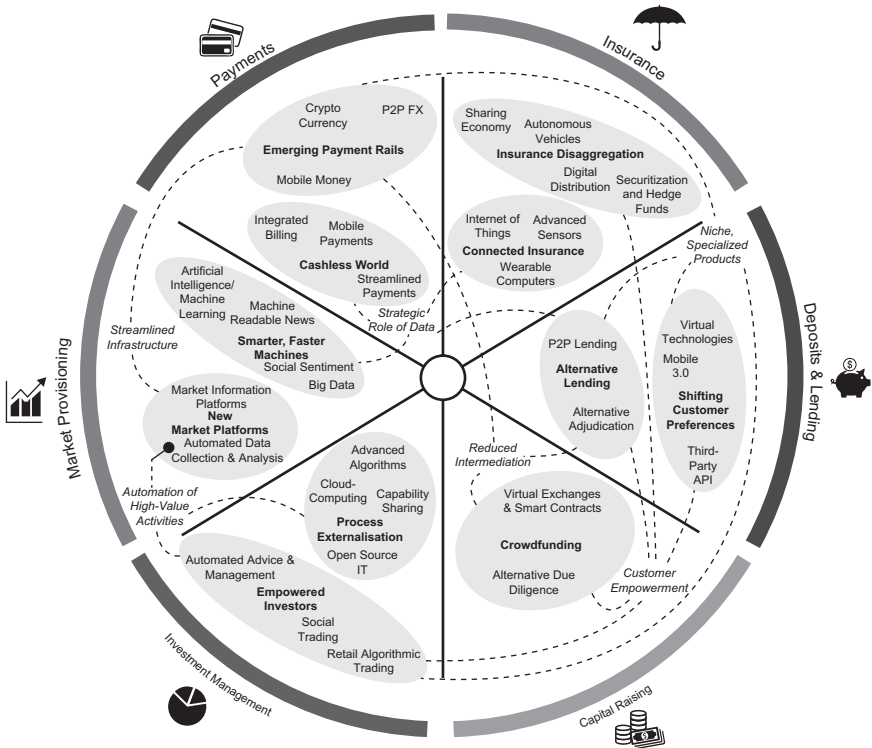 Payments
Insurance
Deposits & Lending
Capital Raising
Investment Management
Market Provisioning
Crypto
Currency
P2P FX
Emerging Payment Rails
Mobile Money
Integrated
Billing
Mobile
Payments
Cashless World
Streamlined
Payments
Sharing
Economy
Autonomous
Vehicles
Insurance Disaggregation
Digital
Distribution
Securitization
and Hedge
Funds
Internet of
Things
Advanced
Sensors
Connected Insurance
Wearable
Computers
Niche,
Specialized
Products
Strategic
Role of Data
Artificial
Intelligence/
Machine
Learning
Machine
Readable News
Smarter, Faster
Machines
Social Sentiment
Big Data
Streamlined
Infrastructure
Market Information
Platforms
New
Market Platforms
Automated Data
Collection & Analysis
Automation of
High-Value
Activities
P2P Lending
Alternative
Lending
Alternative
Adjudication
Virtual
Technologies
Mobile
3.0
Shifting
Customer
Preferences
Third-
Party
API
Reduced
Intermediation
Advanced
Algorithms
Cloud-
Computing
Capability
Sharing
Process
Externalisation
Open Source
IT
Automated Advice &
Management
Empowered
Investors
Social
Trading
Retail Algorithmic
Trading
Virtual Exchanges
& Smart Contracts
Crowdfunding
Alternative Due
Diligence
Customer
Empowerment
$
$